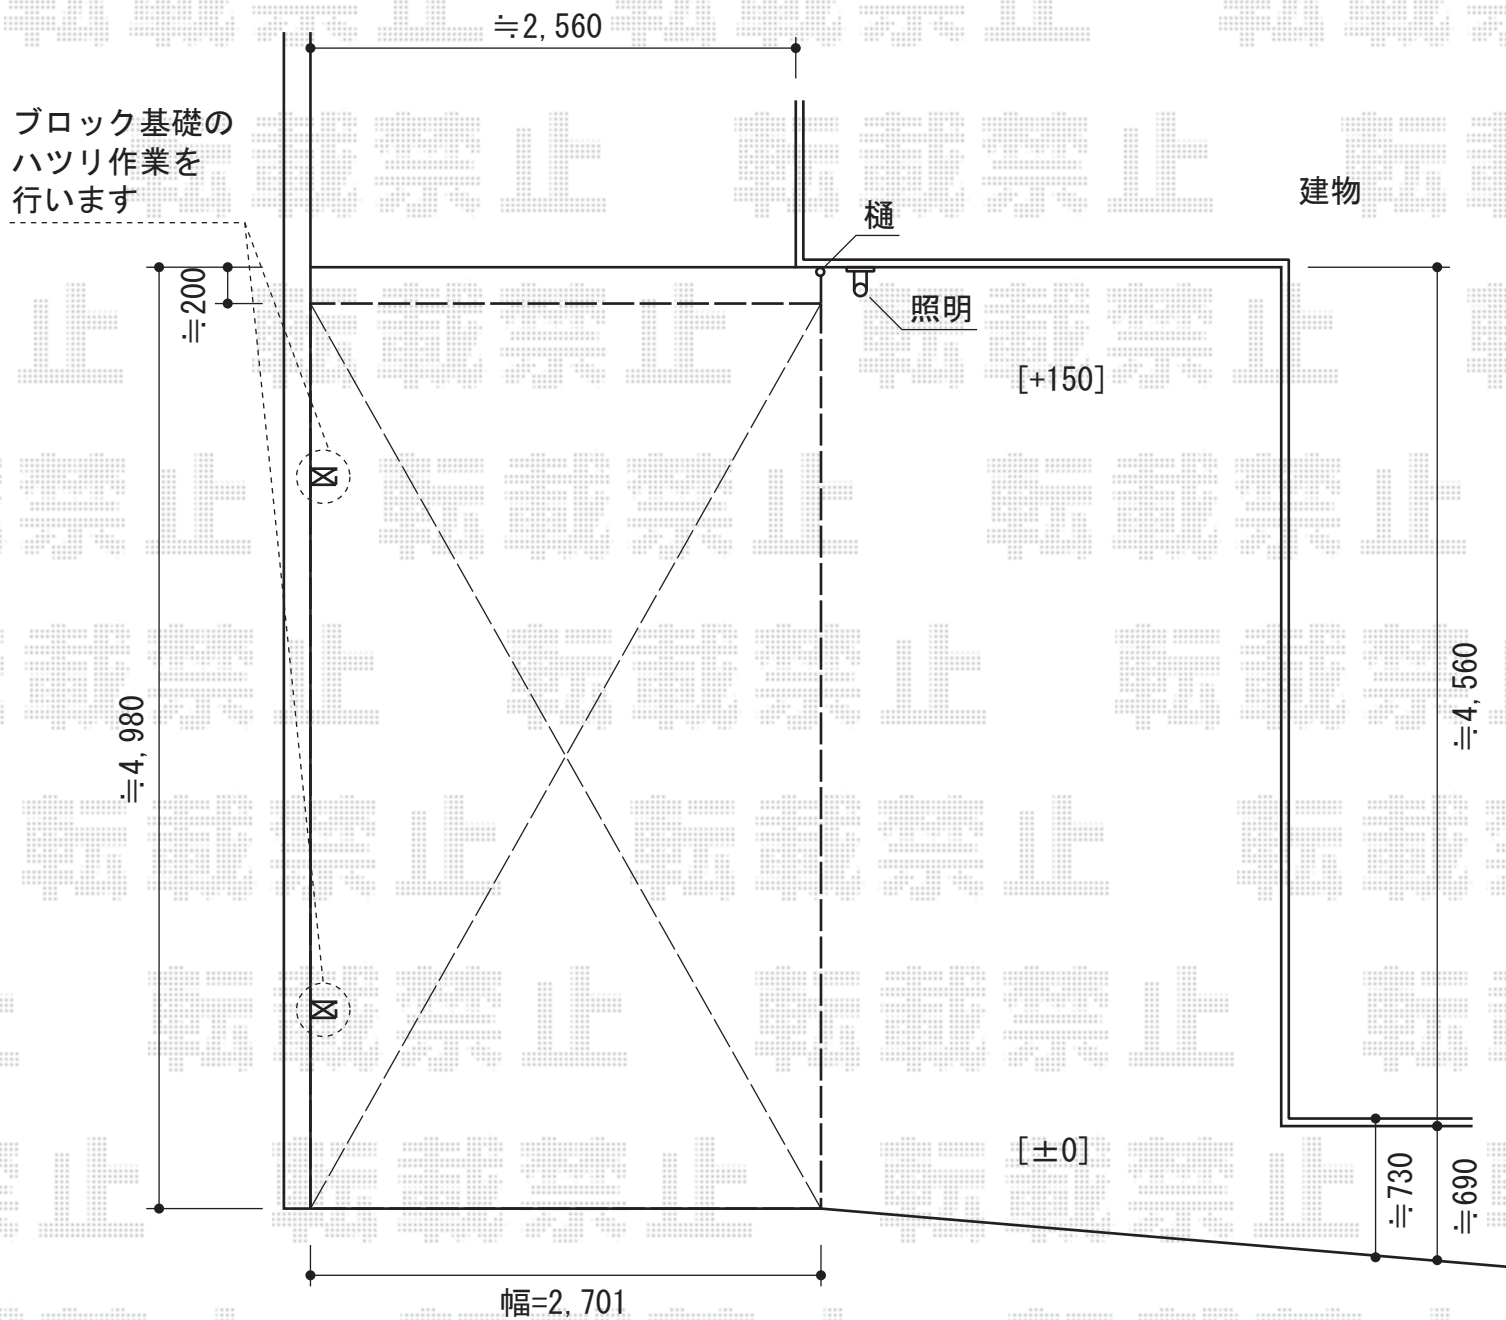 ≒2,560
ブロック基礎の
ハツリ作業を
行います
建物
樋
≒200
照明
[+150]
≒4,980
≒4,560
[±0]
≒730
≒690
幅=2,701
転載禁止